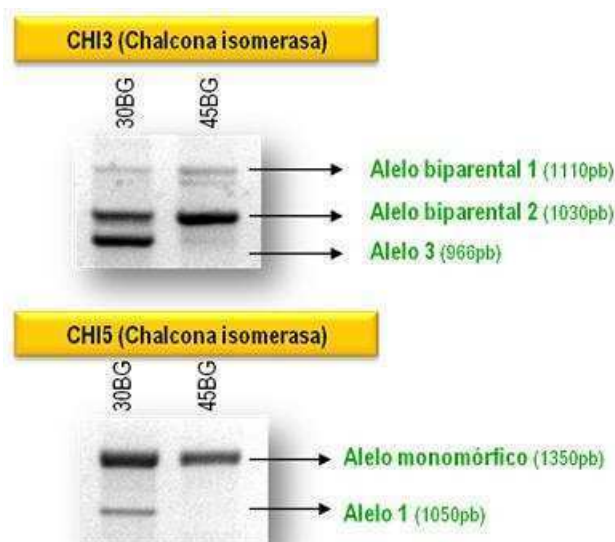 CHI3 (Chalcona isomerasa)
30BG
45BG
Alelo biparental 1 (1110pb)
Alelo biparental 2 (1030pb)
Alelo 3 (966pb)
CHI5 (Chalcona isomerasa)
30BG
45BG
Alelo monomórfico (1350pb)
Alelo 1 (1050pb)